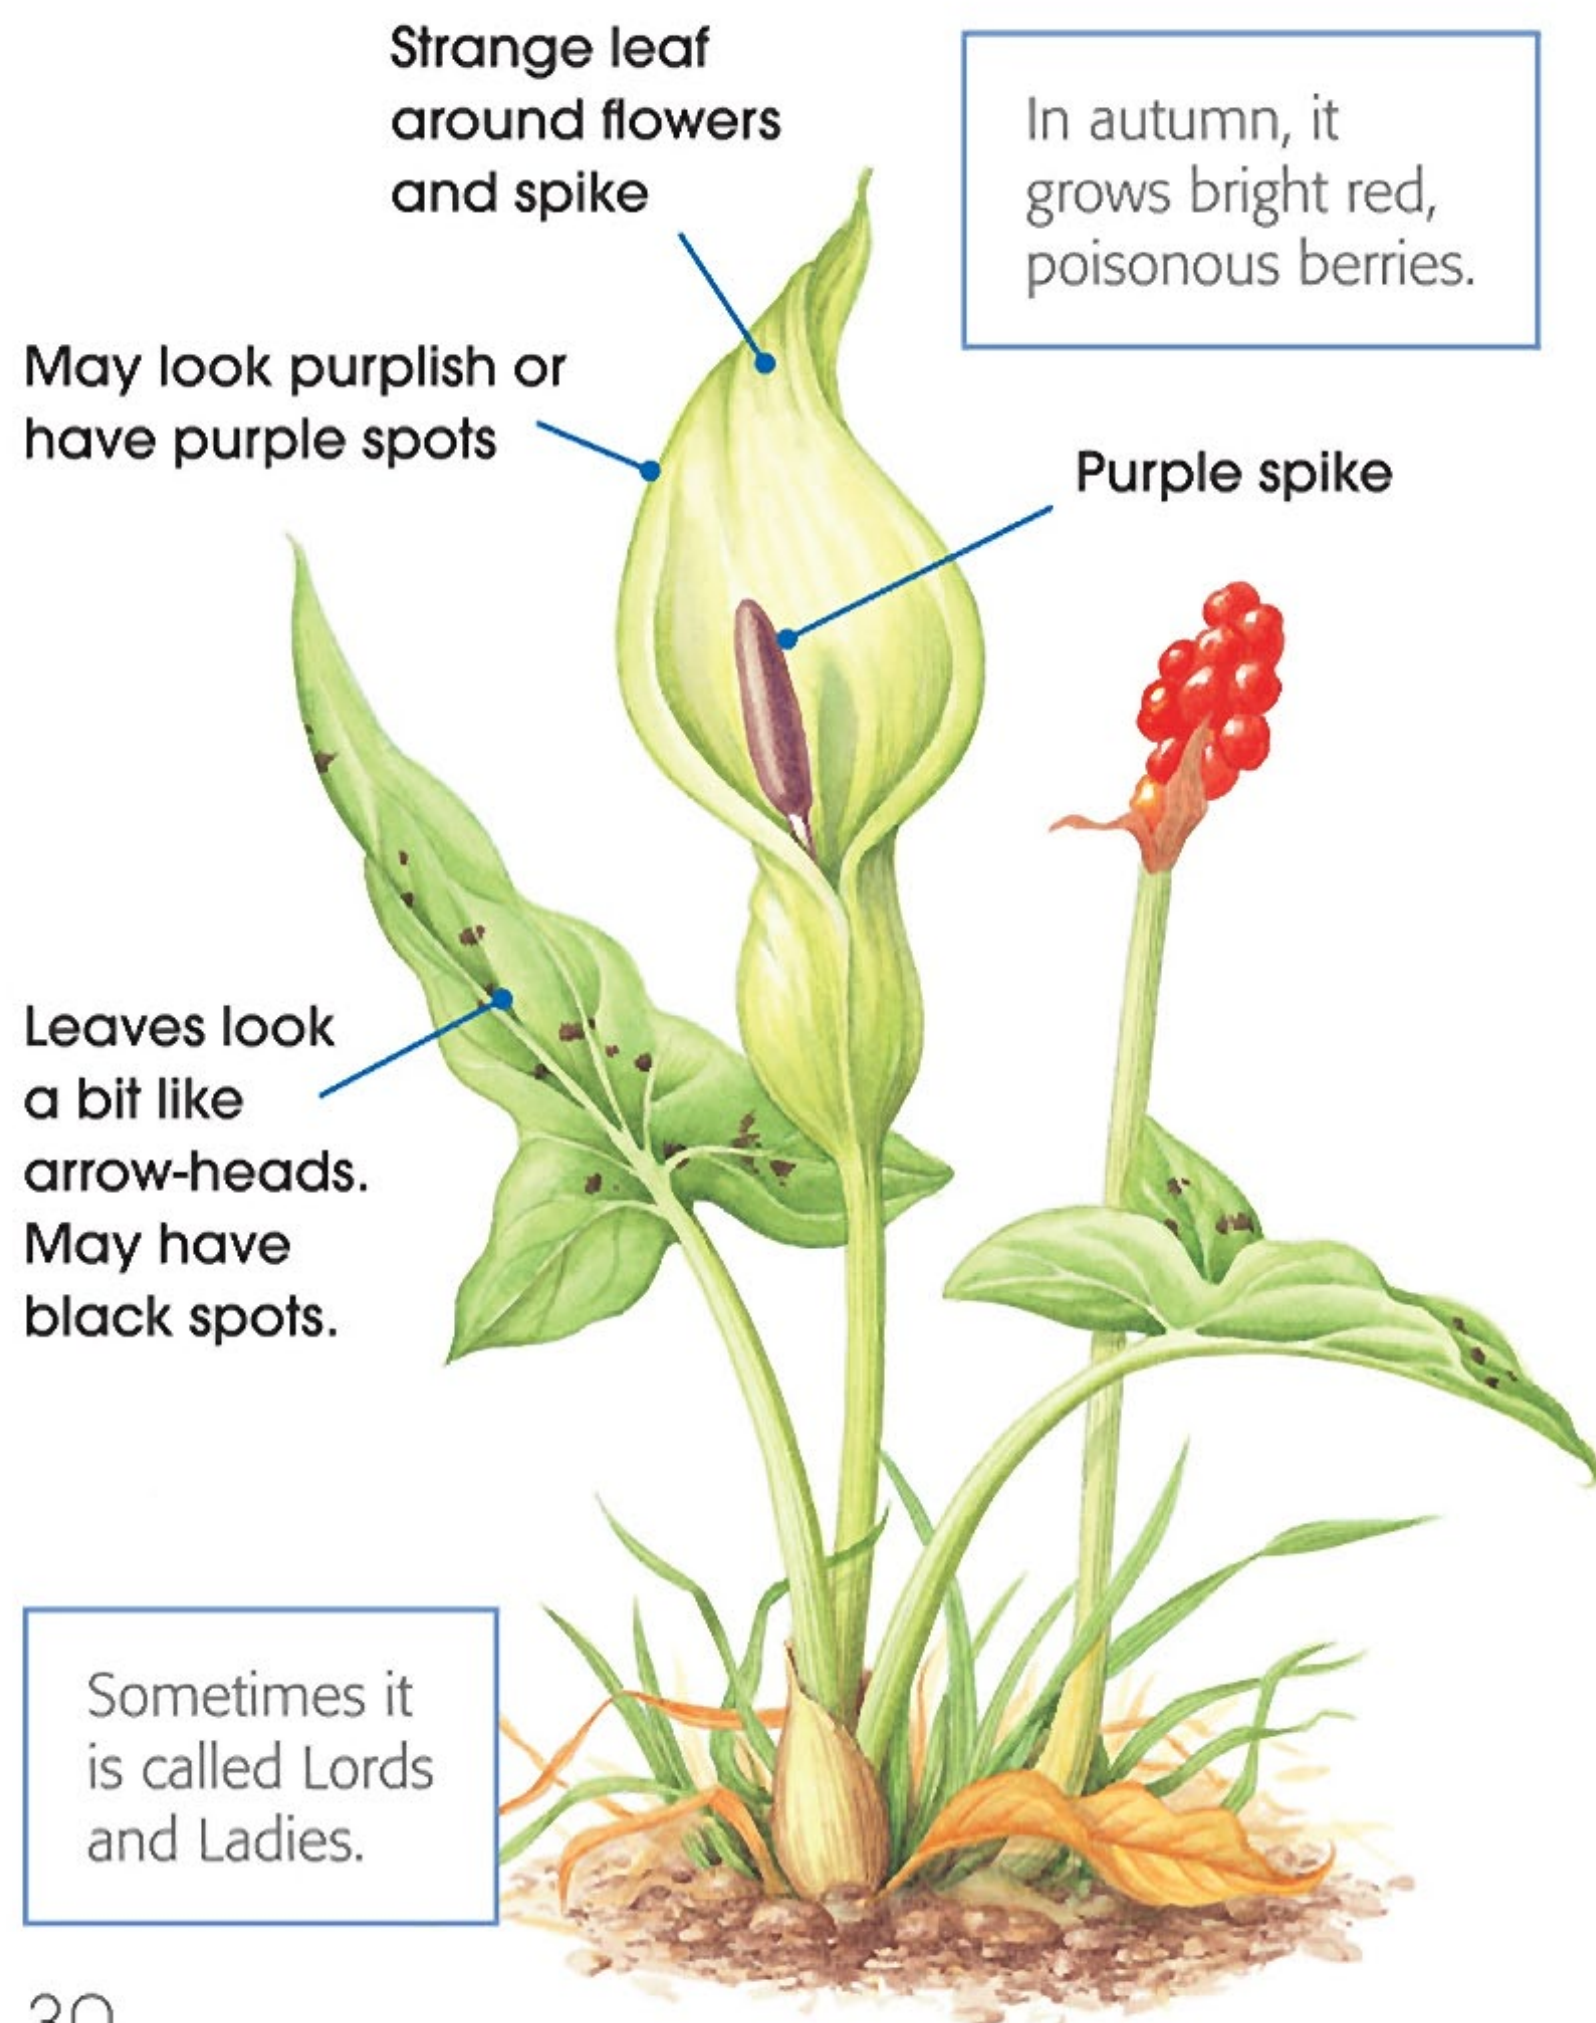 Strange leaf
around flowers
and spike
In autumn, it
grows bright red,
poisonous berries.
May look purplish or
have purple spots
Purple spike
Leaves look
a bit like
arrow-heads.
May have
black spots.
Sometimes it
is called Lords
and Ladies.